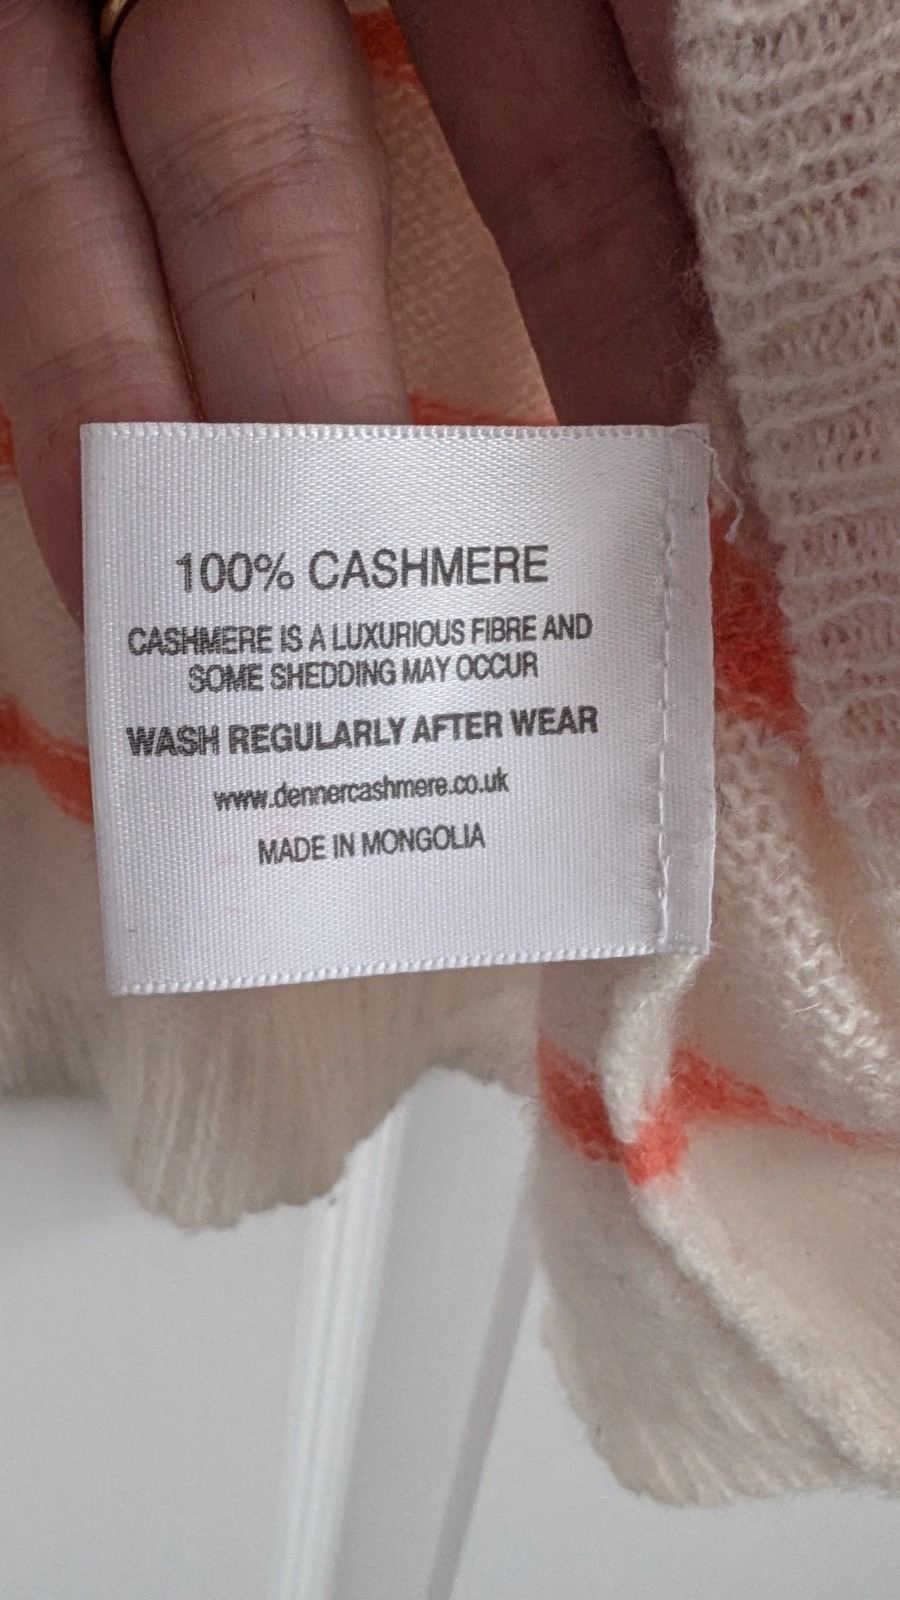 100% CASHMERE
CASHMERE IS A LUXURIOUS FIBRE AND
SOME SHEDDING MAY OCCUR
WASH REGULARLY AFTER WEAR
www.dennercashmere.co.uk
MADE IN MONGOLIA